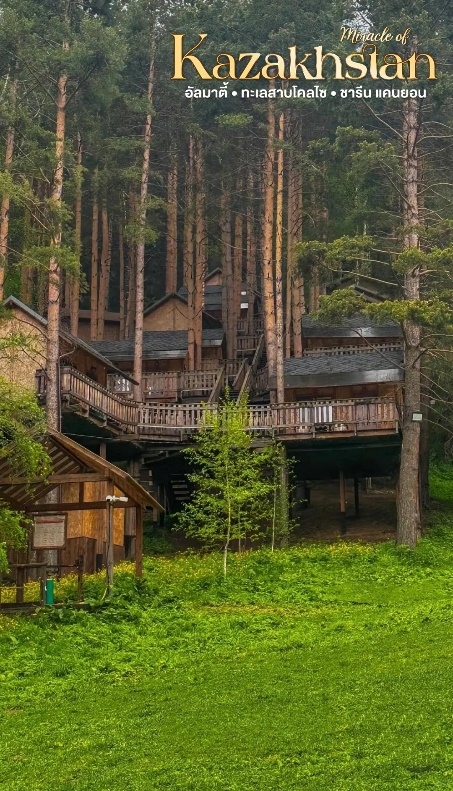 Miracle of
Kazakhstan
อัลมาตี้ • ทะเลสาบโคลไซ • ชารีน แคนยอน